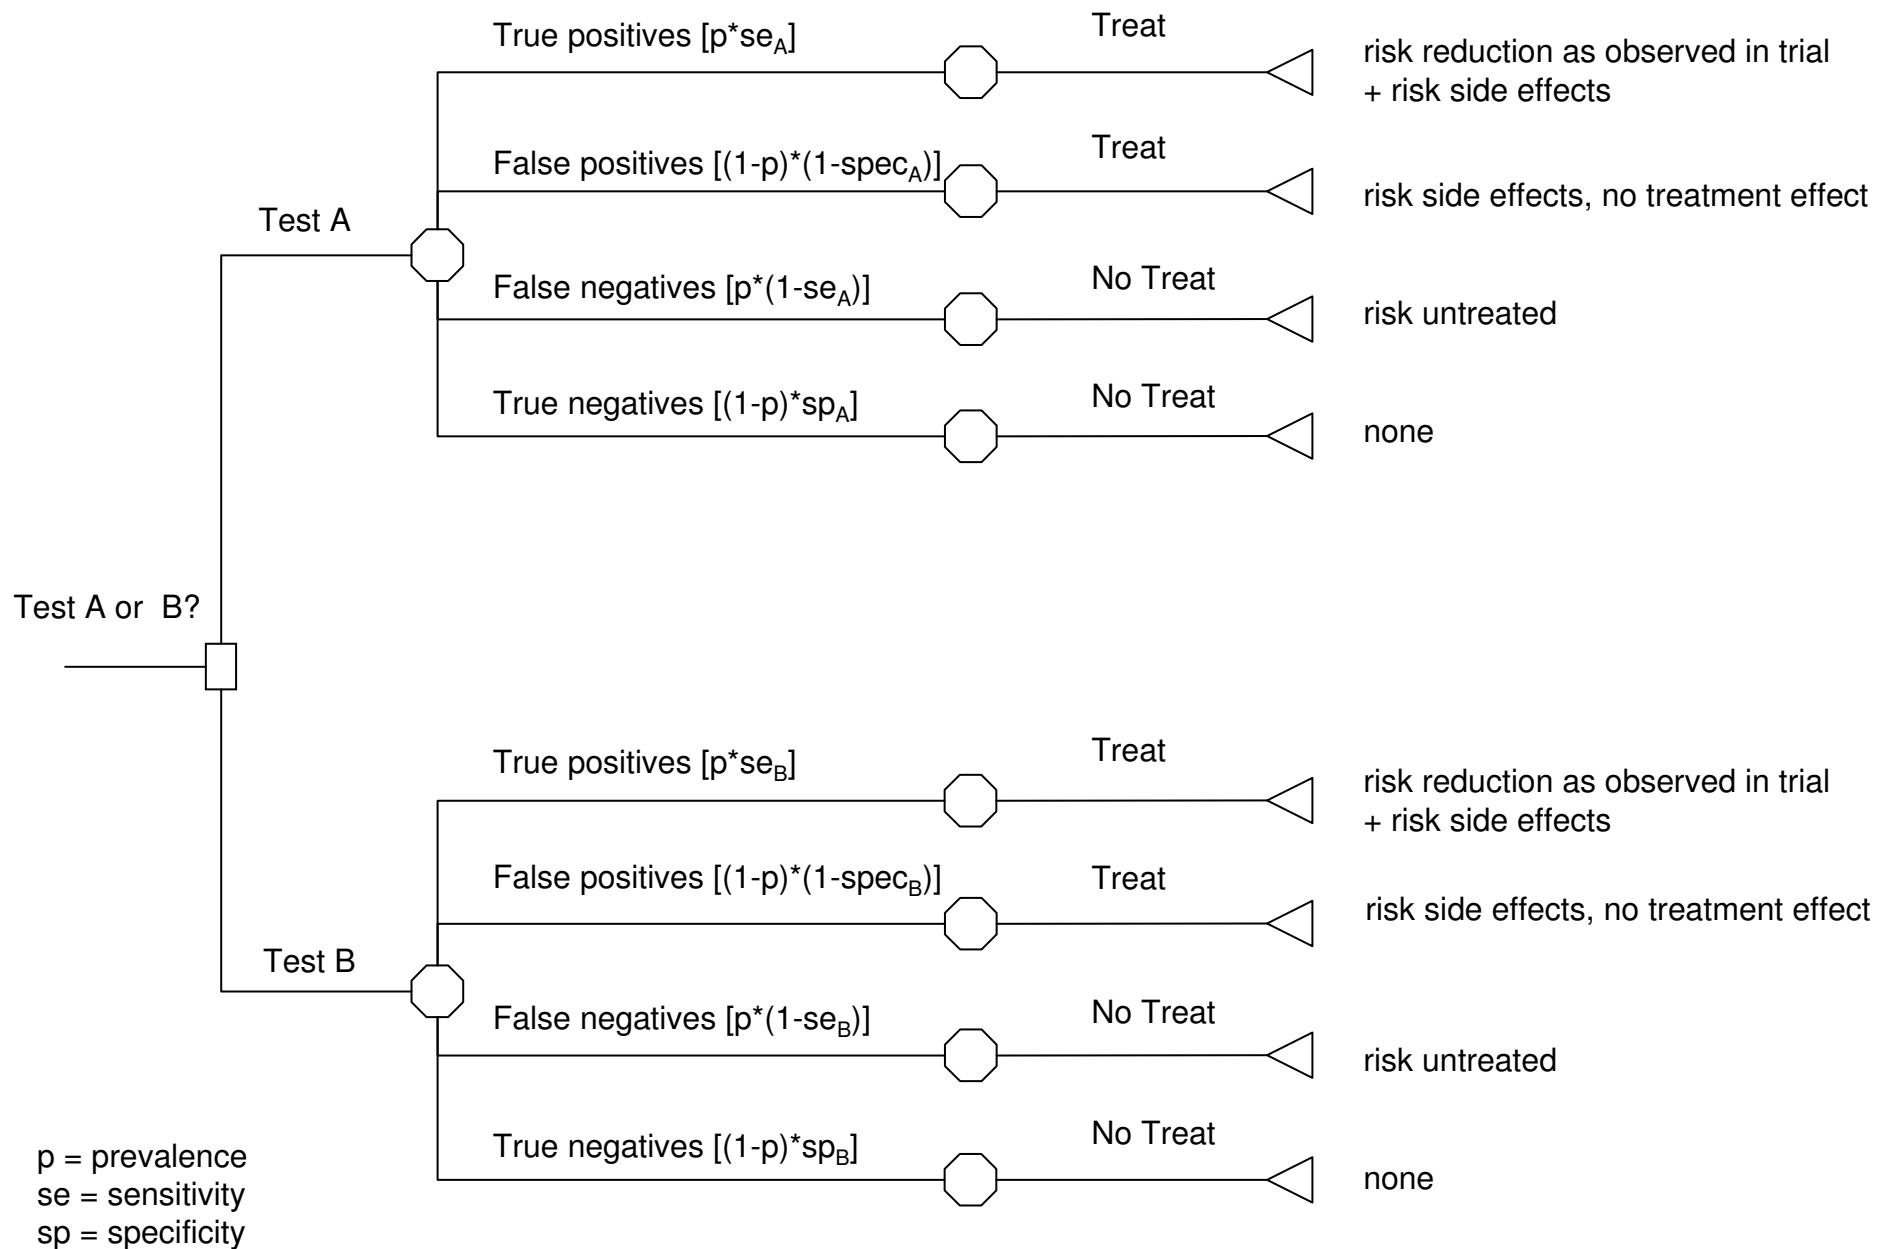 True positives [p*seA]
Treat
risk reduction as observed in trial
+ risk side effects
False positives [(1-p)*(1-specA)]
Treat
risk side effects, no treatment effect
Test A
False negatives [p*(1-seA)]
No Treat
risk untreated
True negatives [(1-p)*spA]
No Treat
none
Test A or B?
True positives [p*seB]
Treat
risk reduction as observed in trial
+ risk side effects
False positives [(1-p)*(1-specB)]
Treat
risk side effects, no treatment effect
Test B
False negatives [p*(1-seB)]
No Treat
risk untreated
True negatives [(1-p)*spB]
No Treat
none
p = prevalence
se = sensitivity
sp = specificity